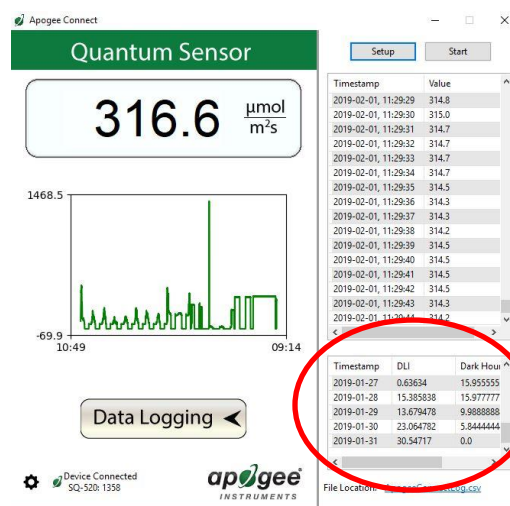 Apogee Connect
Quantum Sensor
316.6 µmol
m²s
1468.5
-69.9
10:49 09:14
Data Logging
Device Connected
SQ-520: 1358
apogee
INSTRUMENTS
Setup Start
Timestamp Value
2019-02-01, 11:29:29 314.8
2019-02-01, 11:29:30 315.0
2019-02-01, 11:29:31 314.7
2019-02-01, 11:29:32 314.7
2019-02-01, 11:29:33 314.7
2019-02-01, 11:29:34 314.7
2019-02-01, 11:29:35 314.5
2019-02-01, 11:29:36 314.3
2019-02-01, 11:29:37 314.3
2019-02-01, 11:29:38 314.2
2019-02-01, 11:29:39 314.5
2019-02-01, 11:29:40 314.5
2019-02-01, 11:29:41 314.5
2019-02-01, 11:29:42 314.5
2019-02-01, 11:29:43 314.3
2019-02-01, 11:29:44 314.2
Timestamp DLI Dark Hour
2019-01-27 0.63634 15.955555
2019-01-28 15.385838 15.977777
2019-01-29 13.679478 9.9888888
2019-01-30 23.064782 5.8444444
2019-01-31 30.54717 0.0
File Location: ApogeeConnectLog.csv